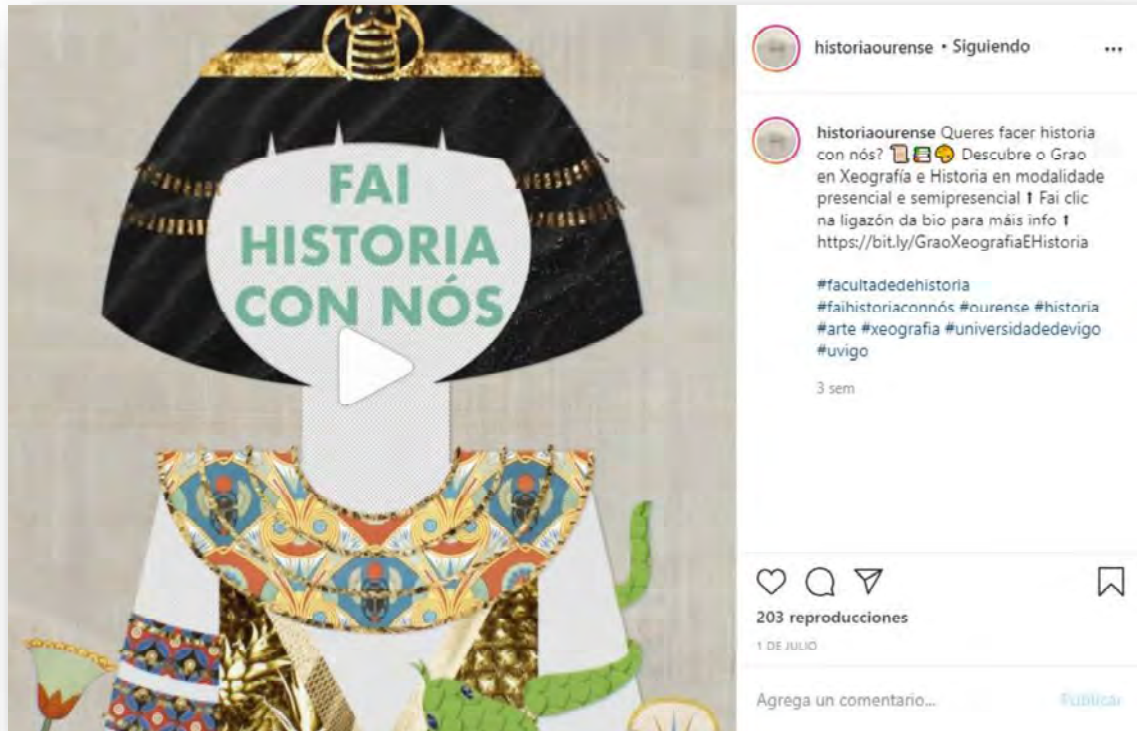 FAI
HISTORIA
CON NÓS
historiaourense • Siguiendo
historiaourense Queres facer historia
con nós? 📜📚🎨 Descubre o Grao
en Xeografía e Historia en modalidade
presencial e semipresencial ⬆ Fai clic
na ligazón da bio para máis info ⬆
https://bit.ly/GraoXeografiaEHistoria
#facultadedehistoria
#faihistoriaconnós #ourense #historia
#arte #xeografia #universidadedevigo
#uvigo
3 sem
203 reproducciones
1 DE JULIO
Agrega un comentario...
Publicar